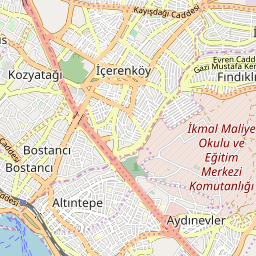 Kayışdağı Caddesi
Evren Cadd
Gazi Mustafa Kem
Fındıklı
Kozyatağı
İçerenköy
İkmal Maliye
Okulu ve
Eğitim
Merkezi
Komutanlığı
Bostancı
Bostancı
Caddesi
Altıntepe
Aydınevler